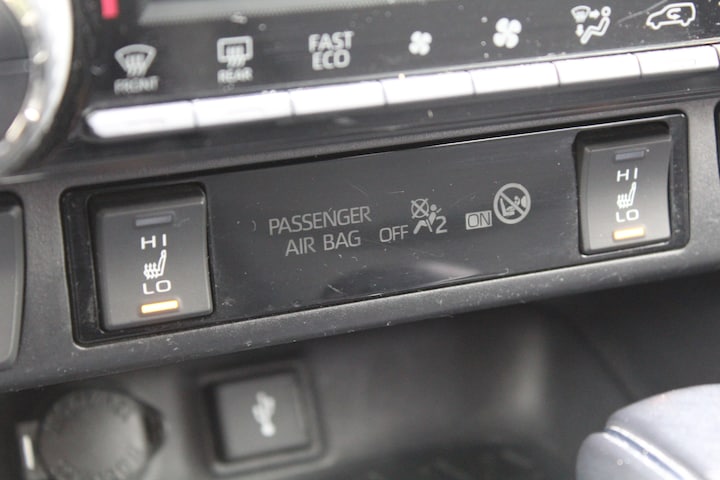 FRONT
REAR
FAST
ECO
HI
LO
PASSENGER
AIR BAG OFF 2 ON
HI
LO